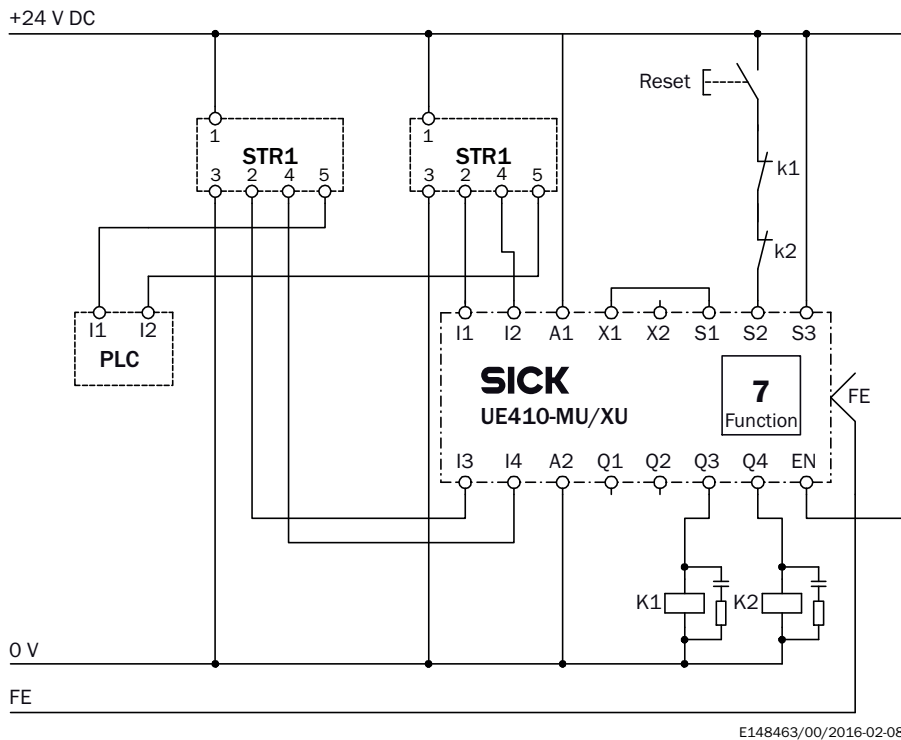 +24 V DC
Reset
1
1
STR1
STR1
3 2 4 5
3 2 4 5
k1
k2
I1 I2
PLC
I1 I2 A1 X1 X2 S1 S2 S3
SICK
UE410-MU/XU
7
Function
FE
I3 I4 A2 Q1 Q2 Q3 Q4 EN
K1
K2
0 V
FE
E148463/00/2016-02-08